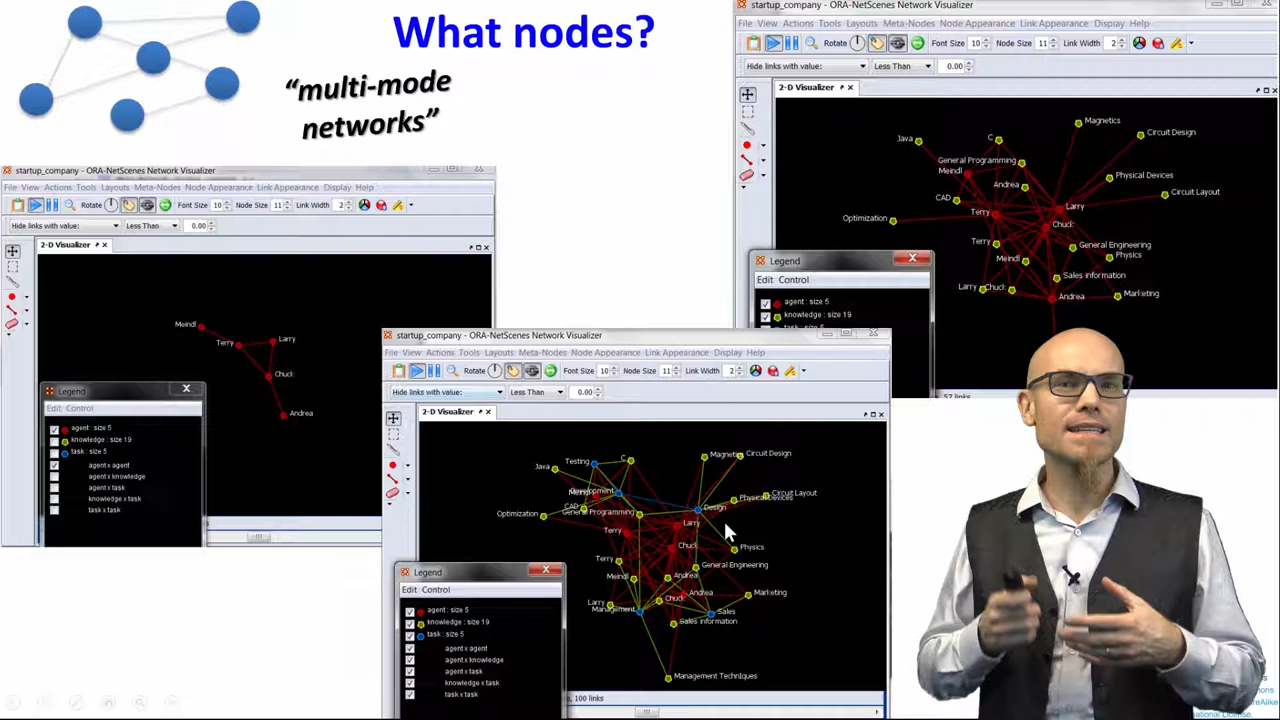 What nodes?
“multi-mode
networks”
startup_company - ORA-NetScenes Network Visualizer
File View Actions Tools Layouts Meta-Nodes Node Appearance Link Appearance Display Help
Rotate Font Size 10 Node Size 11 Link Width 2
Hide links with value: Less Than 0.00
2-D Visualizer
Meindl
Terry
Larry
Andrea
Legend
Edit Control
agent : size 5
knowledge : size 19
task : size 5
agent x agent
agent x knowledge
agent x task
knowledge x task
task x task
startup_company - ORA-NetScenes Network Visualizer
File View Actions Tools Layouts Meta-Nodes Node Appearance Link Appearance Display Help
Rotate Font Size 10 Node Size 11 Link Width 2
Hide links with value: Less Than 0.00
2-D Visualizer
Magnetics
Java
C
Circuit Design
General Programming
Meindl
Physical Devices
Andrea
Circuit Layout
CAD
Larry
Terry
Optimization
Terry
General Engineering
Meindl
Physics
Sales information
Larry
Andrea
Marketing
Legend
Edit Control
agent : size 5
knowledge : size 19
57 links
startup_company - ORA-NetScenes Network Visualizer
File View Actions Tools Layouts Meta-Nodes Node Appearance Link Appearance Display Help
Rotate Font Size 10 Node Size 11 Link Width 2
Hide links with value: Less Than 0.00
2-D Visualizer
Testing
C
Circuit Design
Java
Circuit Layout
CAD
Design
Optimization
General Programming
Larry
Terry
Physics
Terry
General Engineering
Meindl
Andrea
Andrea
Marketing
Larry
Management
Sales
Sales information
Management Techniques
Legend
Edit Control
agent : size 5
knowledge : size 19
task : size 5
agent x agent
agent x knowledge
agent x task
knowledge x task
task x task
100 links